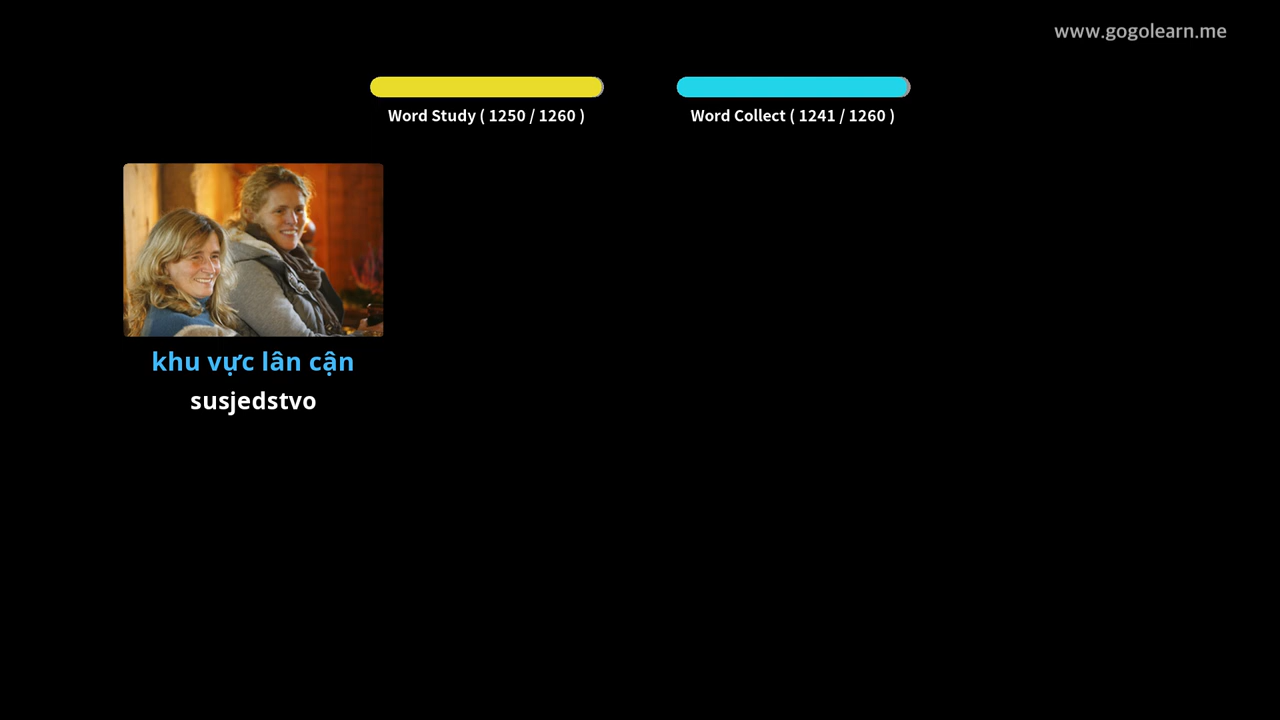 www.gogolearn.me
Word Study ( 1250 / 1260 )
Word Collect ( 1241 / 1260 )
khu vực lân cận
susjedstvo